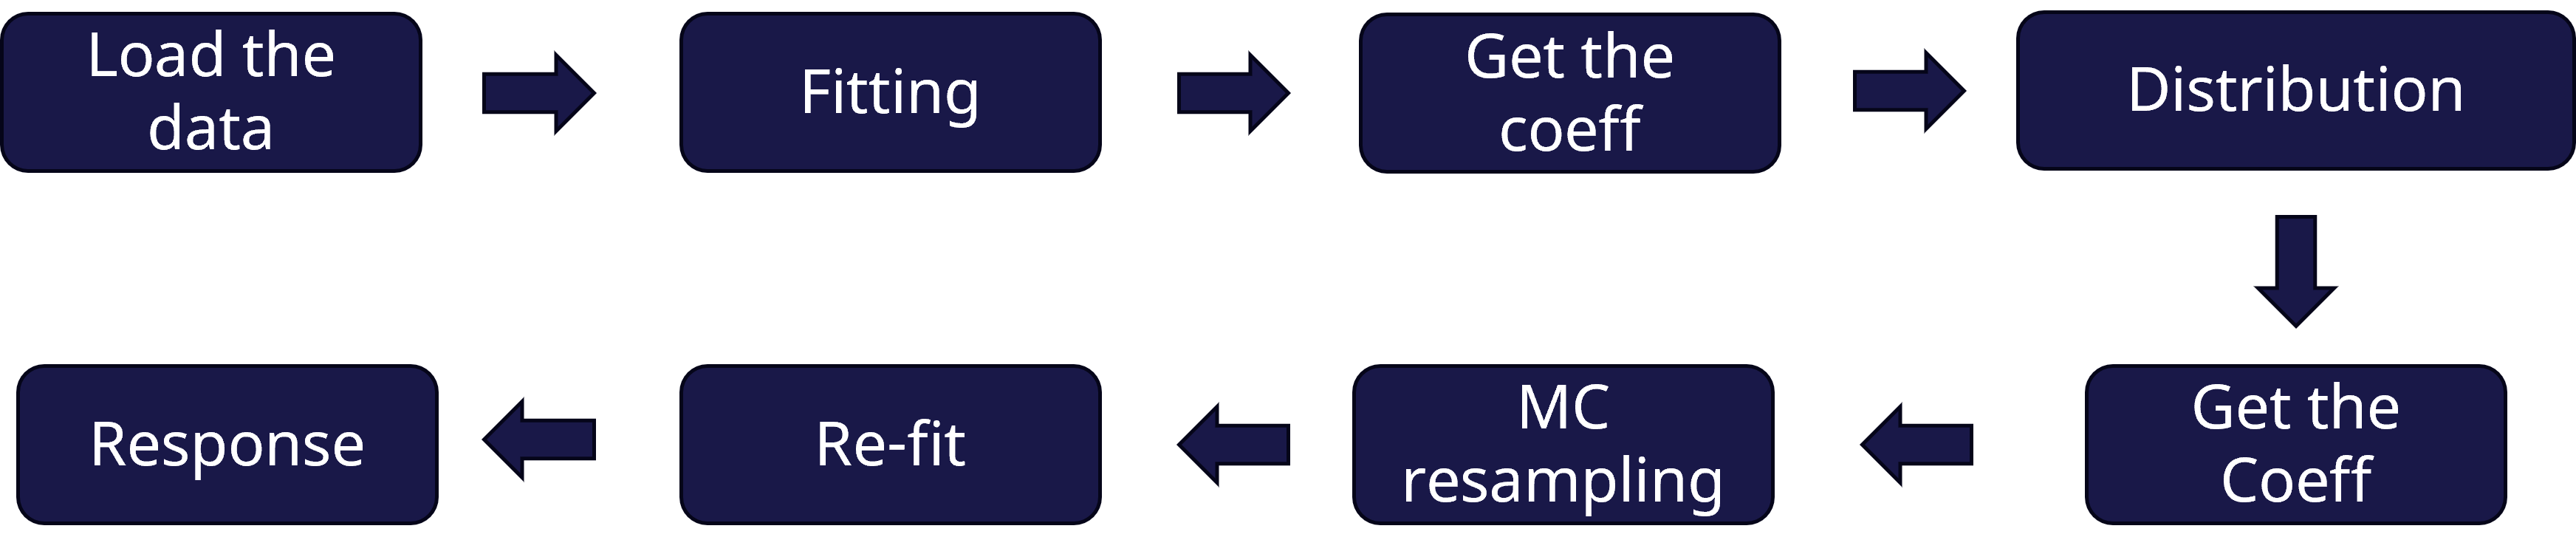 Load the
data
Fitting
Get the
coeff
Distribution
Get the
Coeff
MC
resampling
Re-fit
Response